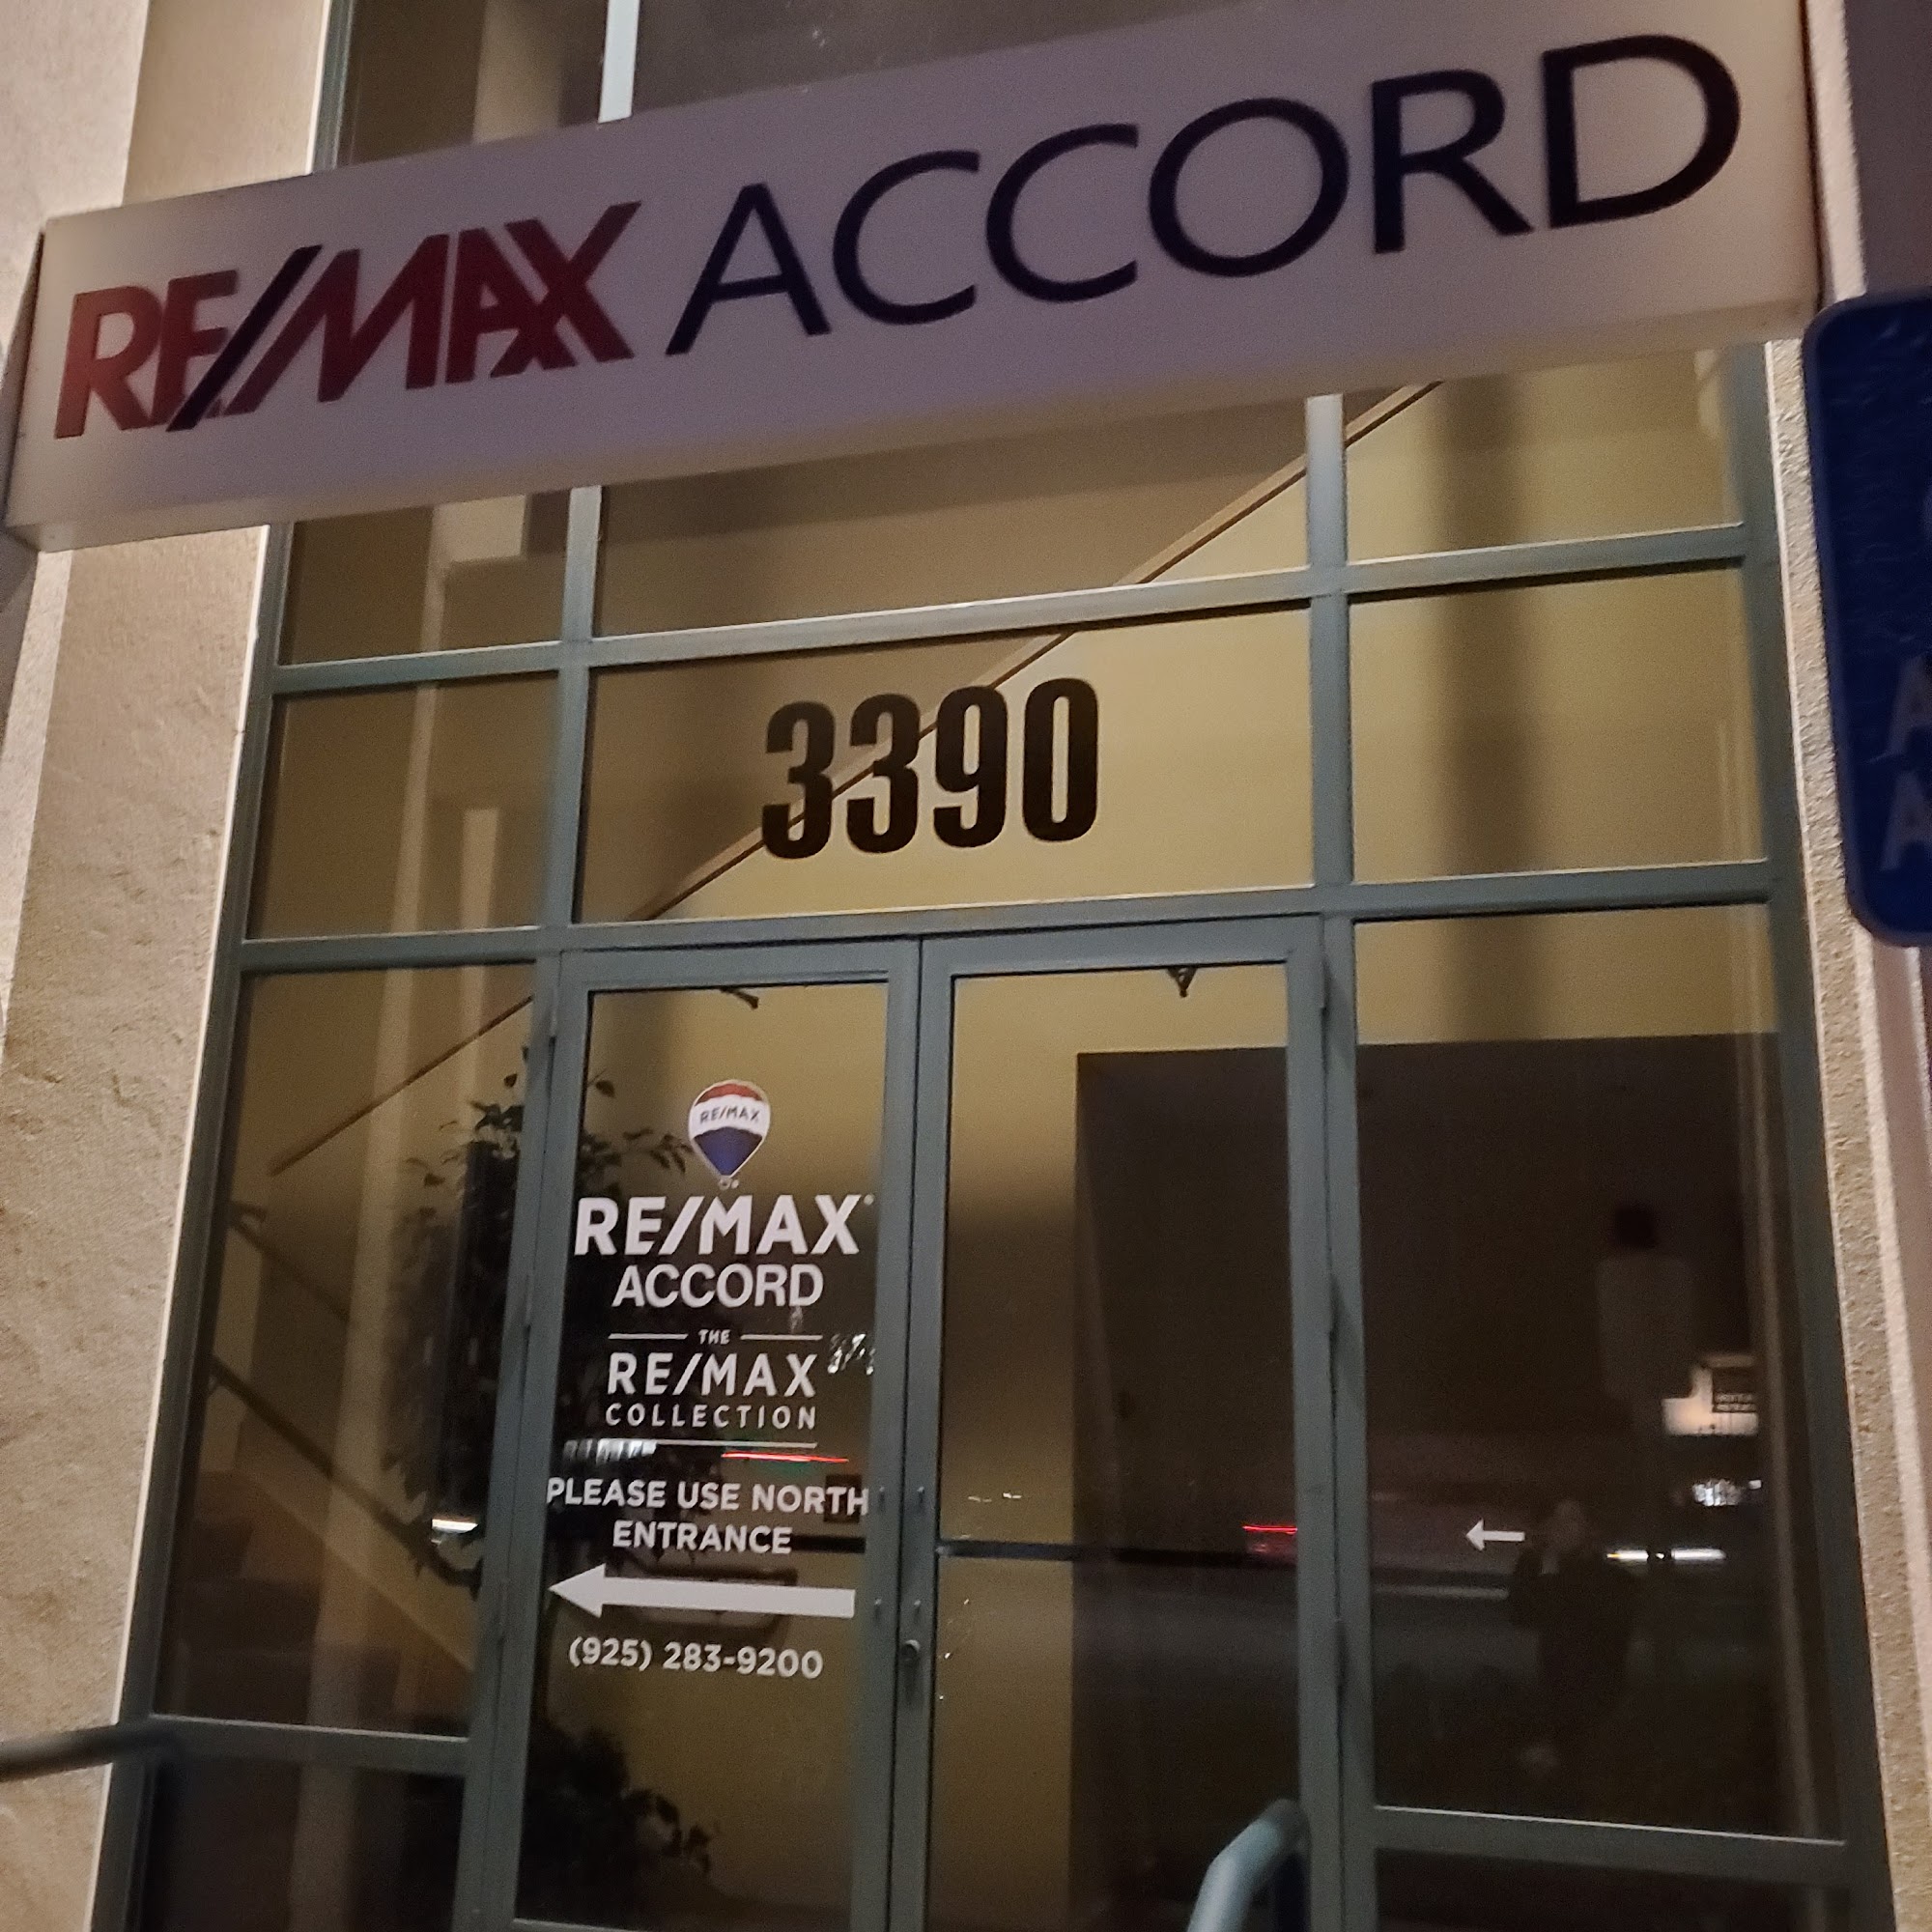 RE/MAX ACCORD
3390
RE/MAX
RE/MAX®
ACCORD
THE
RE/MAX
COLLECTION
PLEASE USE NORTH
ENTRANCE
(925) 283-9200